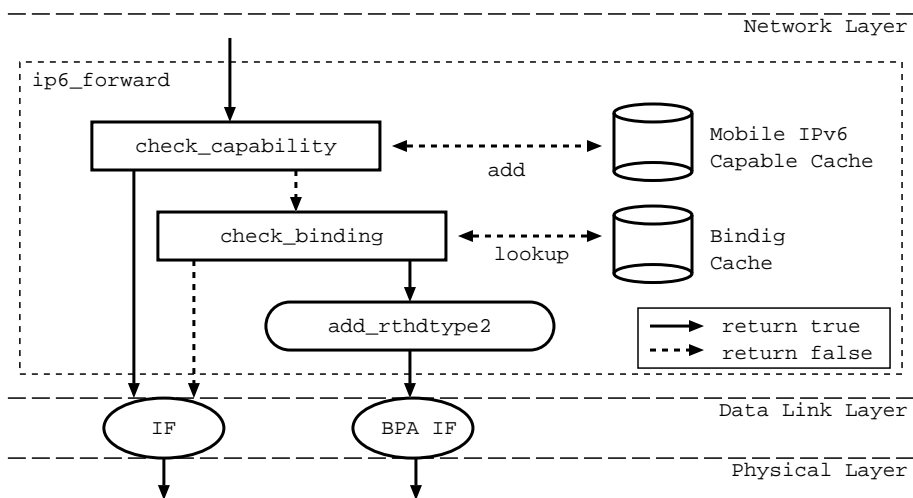 Network Layer
ip6_forward
check_capability
add
Mobile IPv6
Capable Cache
check_binding
lookup
Bindig
Cache
add_rthdtype2
return true
return false
Data Link Layer
IF
BPA IF
Physical Layer